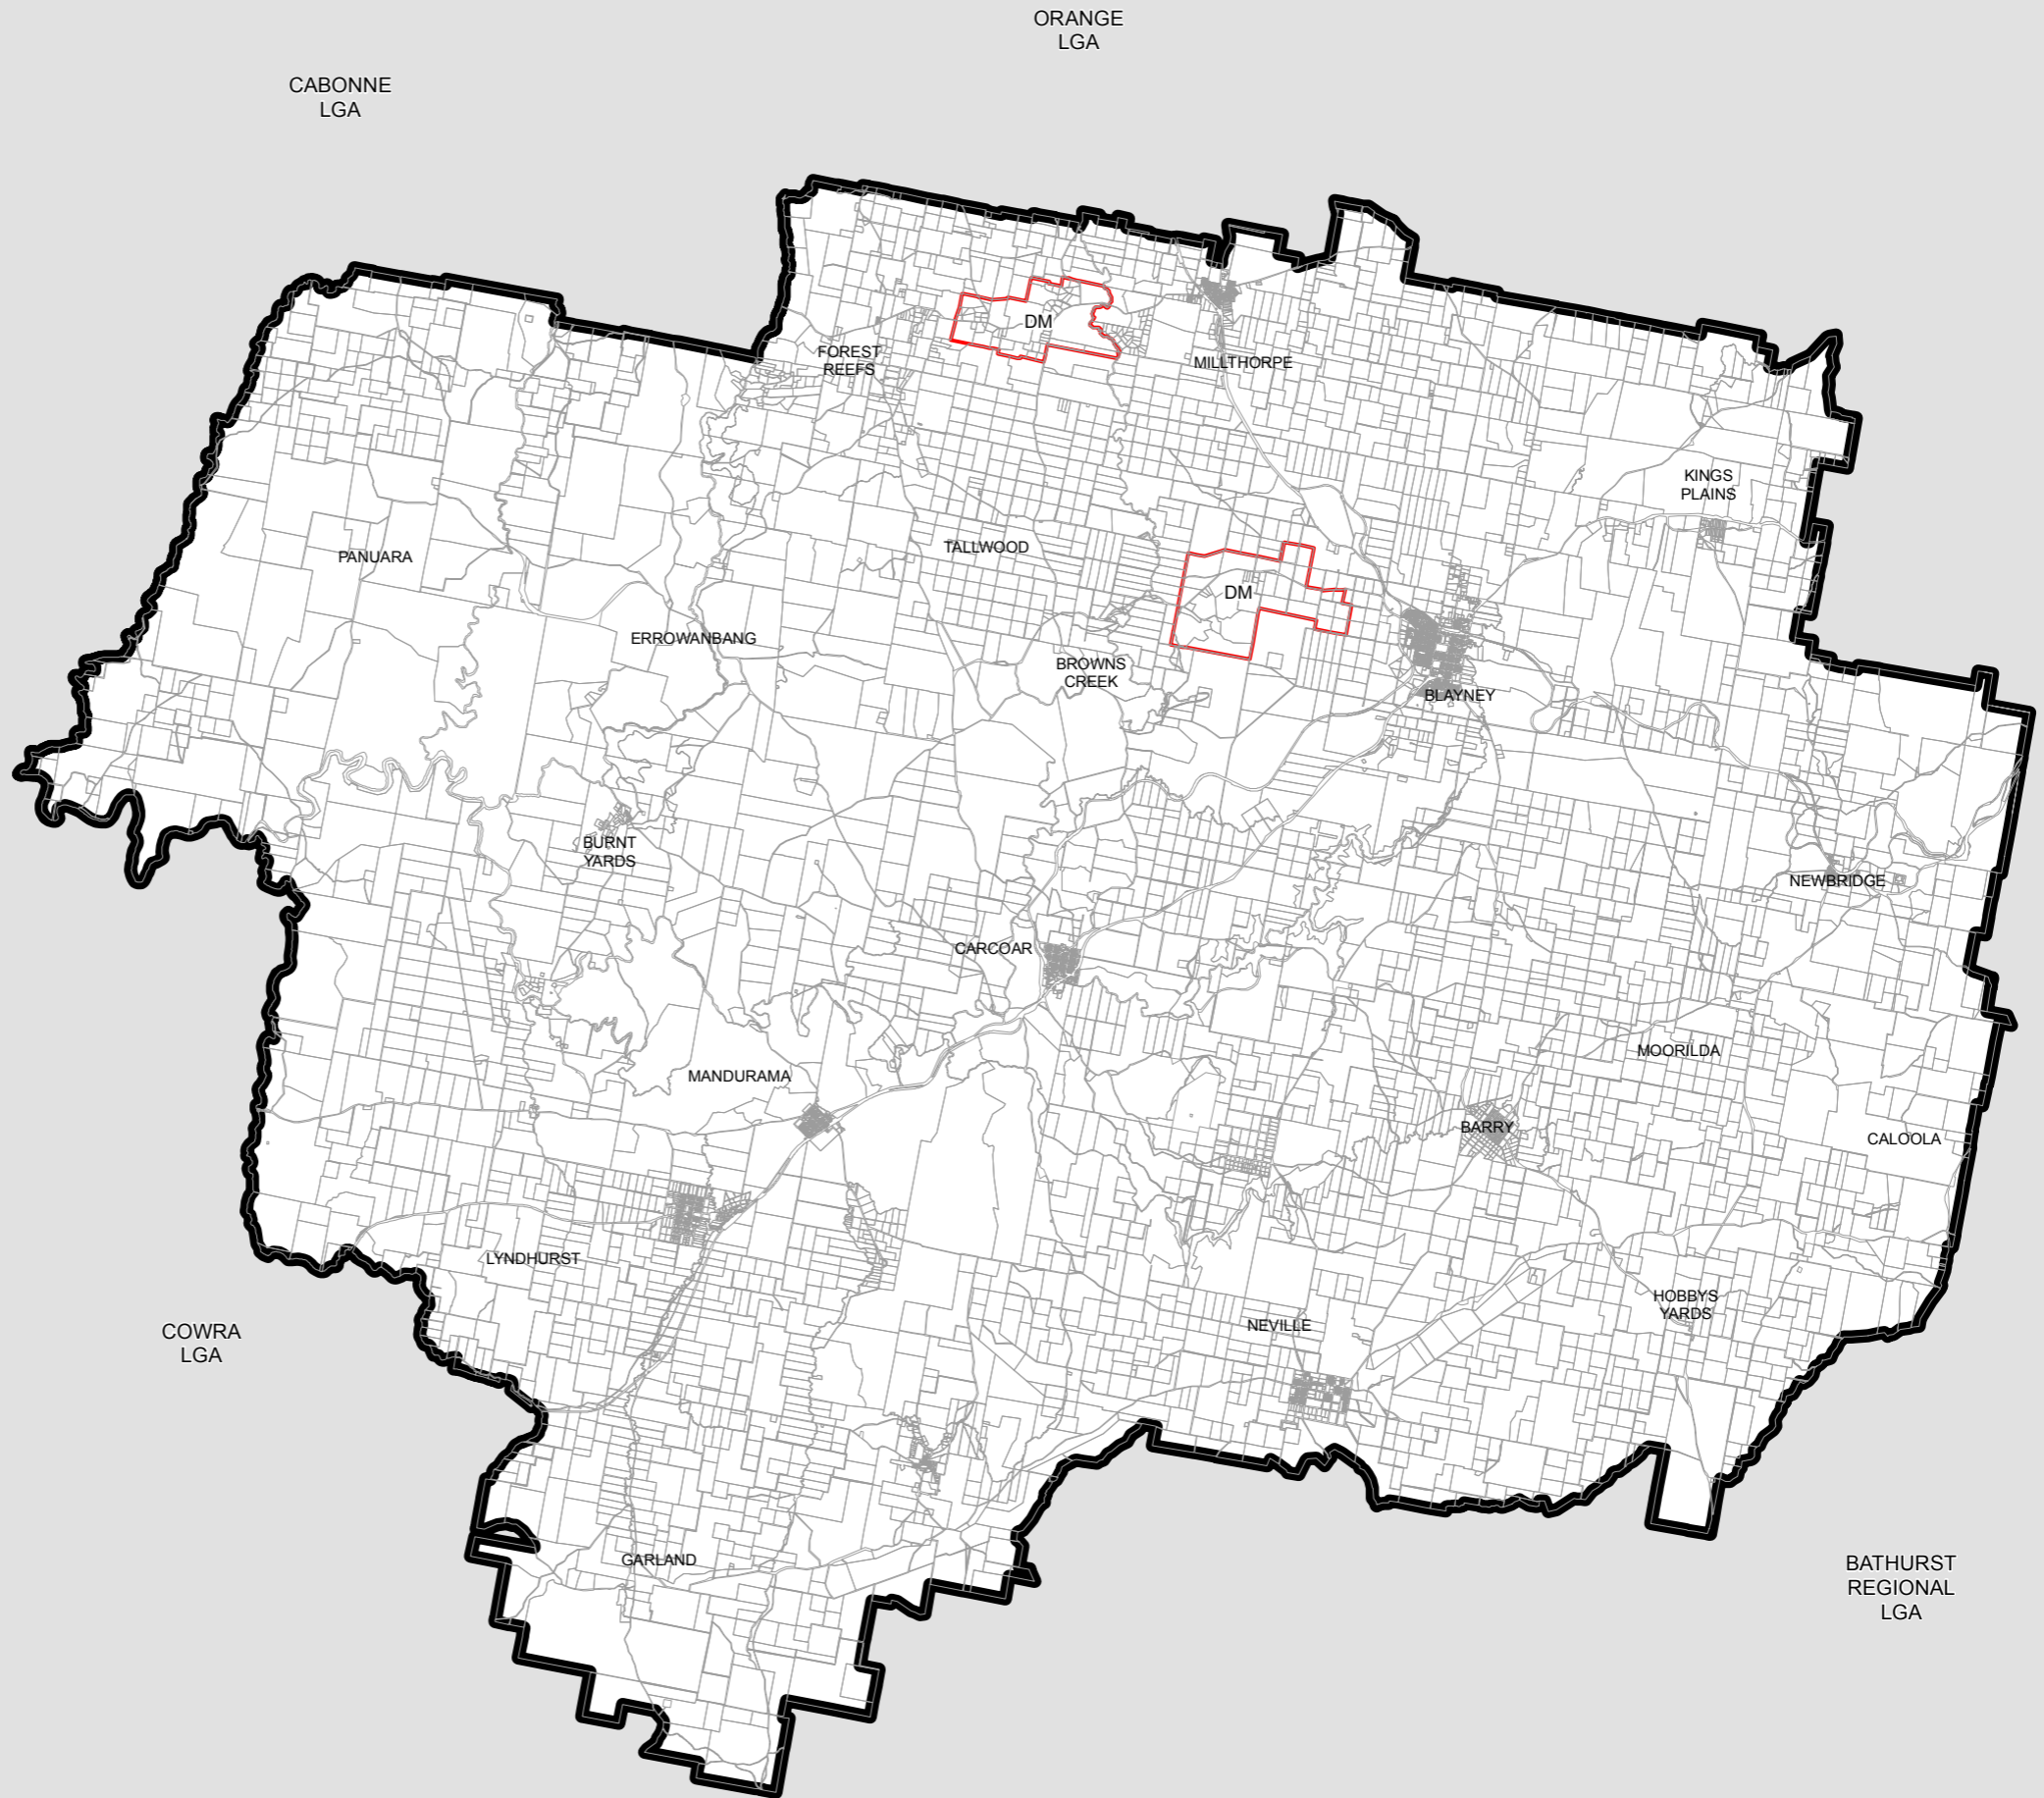 ORANGE
LGA
CABONNE
LGA
DM
FOREST
REEFS
MILLTHORPE
KINGS
PLAINS
TALLWOOD
PANUARA
DM
ERROWANBANG
BROWNS
CREEK
BLAYNEY
BURNT
YARDS
NEWBRIDGE
CARCOAR
MOORILDA
MANDURAMA
BARRY
CALOOLA
LYNDHURST
HOBBYS
YARDS
NEVILLE
COWRA
LGA
GARLAND
BATHURST
REGIONAL
LGA